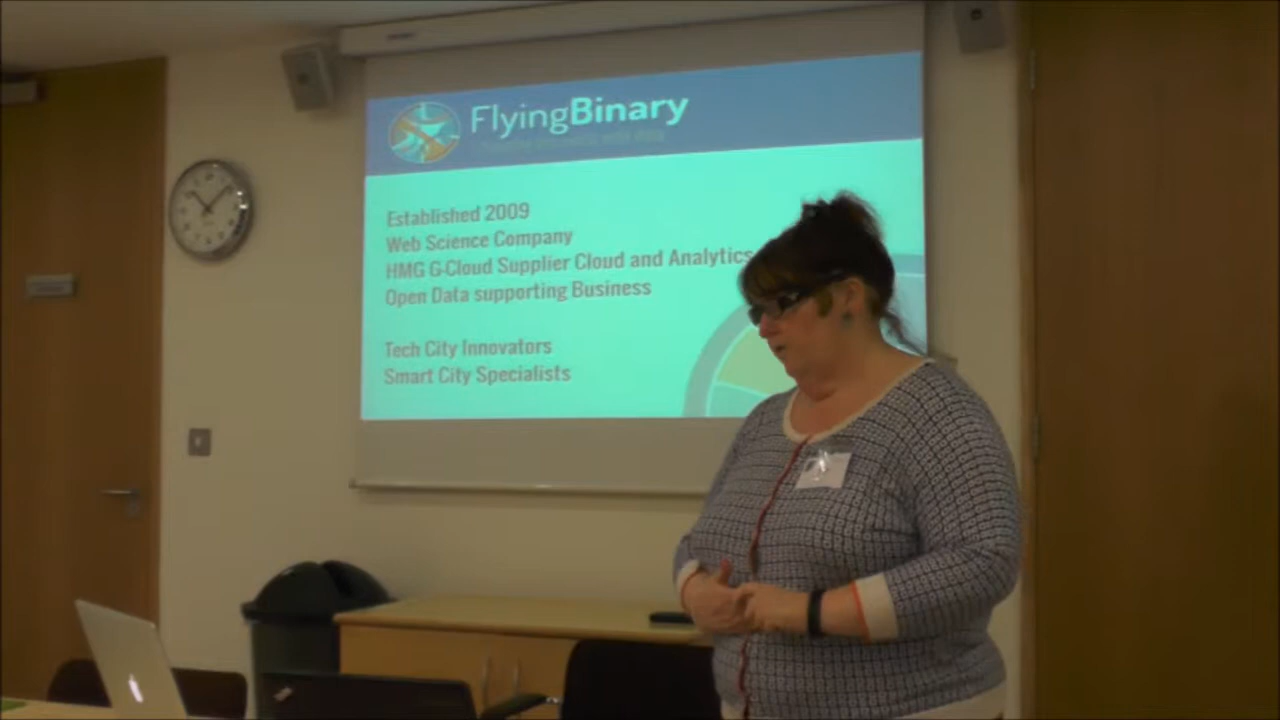 FlyingBinary
Established 2009
Web Science Company
HMG G-Cloud Supplier Cloud and Analytics
Open Data supporting Business
Tech City Innovators
Smart City Specialists